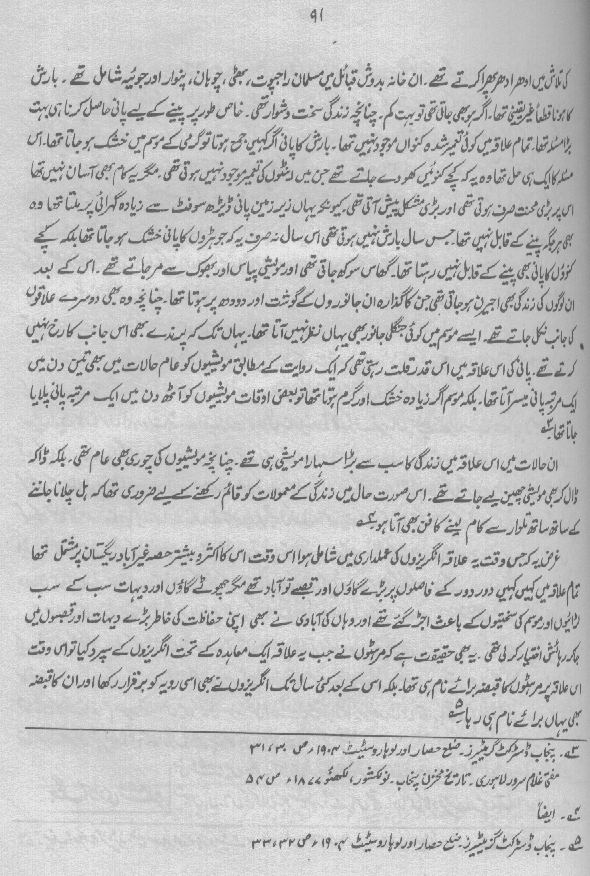 ۹۱
کی تلاش میں ادھر ادھر پھرا کرتے تھے۔ ان خانہ بدوش قبائل میں مسلمان راجپوت، بھٹی، چوہان، پنوار اور جوئیہ شامل تھے۔ بارش
کا ہونا قطعاً غیر یقینی تھا۔ اگر ہو بھی جاتی تھی تو بہت کم۔ چنانچہ زندگی سخت دشوار تھی۔ خاص طور پر پینے کے لیے پانی حاصل کرنا ہی بہت
بڑا مسئلہ تھا۔ تمام علاقہ میں کوئی تعمیر شدہ کنواں موجود نہیں تھا۔ بارش کا پانی اگر کہیں جمع ہوتا تو گرمی کے موسم میں خشک ہو جاتا تھا۔ اس
مسئلہ کا ایک ہی حل تھا وہ یہ کہ کچے کنوئیں کھودے جاتے تھے جن میں اینٹوں کی تعمیر موجود نہیں ہوتی تھی۔ مگر یہ کام بھی آسان نہیں تھا
اس پر بڑی محنت صرف ہوتی تھی اور بڑی مشکل پیش آتی تھی۔ کیونکہ یہاں زیر زمین پانی ڈیڑھ سو فٹ سے زیادہ گہرائی پر ملتا تھا وہ
بھی ہر جگہ پینے کے قابل نہیں تھا۔ جس سال بارش نہیں ہوتی تھی اس سال نہ صرف یہ کہ جوہڑوں کا پانی خشک ہو جاتا تھا بلکہ کچے
کنوؤں کا پانی بھی پینے کے قابل نہیں رہتا تھا۔ گھاس سوکھ جاتی تھی اور مویشی پیاس اور بھوک سے مر جاتے تھے۔ اس کے بعد
ان لوگوں کی زندگی بھی اجیرن ہو جاتی تھی جن کا گذارہ ان جانوروں کے گوشت اور دودھ پر ہوتا تھا۔ چنانچہ وہ بھی دوسرے علاقوں
کی جانب نکل جاتے تھے۔ ایسے موسم میں کوئی جنگلی جانور بھی یہاں نظر نہیں آتا تھا۔ یہاں تک کہ پرندے بھی اس جانب کا رخ نہیں
کرتے تھے۔ پانی کی اس علاقہ میں اس قدر قلت رہتی تھی کہ ایک روایت کے مطابق مویشیوں کو عام حالات میں بھی تین دن میں
ایک مرتبہ پانی میسر آتا تھا۔ بلکہ موسم اگر زیادہ خشک اور گرم ہوتا تھا تو بعض اوقات مویشیوں کو آٹھ دن میں ایک مرتبہ پانی پلایا
جاتا تھا۳؎
ان حالات میں اس علاقہ میں زندگی کا سب سے بڑا سہارا مویشی ہی تھے۔ چنانچہ مویشیوں کی چوری بھی عام تھی۔ بلکہ ڈاکہ
ڈال کر بھی مویشی چھین لیے جاتے تھے۔ اس صورت حال میں زندگی کے معمولات کو قائم رکھنے کے لیے ضروری تھا کہ ہل چلانا جاننے
کے ساتھ ساتھ تلوار سے کام لینے کا فن بھی آتا ہو۴؎
غرض یہ کہ جس وقت یہ علاقہ انگریزوں کی عملداری میں شامل ہوا اس وقت اس کا اکثر و بیشتر حصہ غیر آباد ریگستان پر مشتمل تھا
تمام علاقہ میں کہیں کہیں دور دور کے فاصلوں پر بڑے گاؤں اور قصبے تو آباد تھے مگر چھوٹے گاؤں اور دیہات سب کے سب
لڑائیوں اور موسم کی سختیوں کے باعث اجڑ گئے تھے اور وہاں کی آبادی نے بھی اپنی حفاظت کی خاطر بڑے دیہات اور قصبوں میں
جا کر رہائش اختیار کر لی تھی۔ یہ بھی حقیقت ہے کہ مرہٹوں نے جب یہ علاقہ ایک معاہدہ کے تحت انگریزوں کے سپرد کیا تو اس وقت
اس علاقہ پر مرہٹوں کا قبضہ برائے نام ہی تھا۔ بلکہ اس کے بعد کئی سال تک انگریزوں نے بھی اسی رویہ کو برقرار رکھا اور ان کا قبضہ
بھی یہاں برائے نام ہی رہا۵؎
۳؎۔ پنجاب ڈسٹرکٹ گزیٹیرز۔ ضلع حصار اور لوہارو سٹیٹ ۱۹۰۴ء ص ۳۰، ۳۱
مفتی غلام سرور لاہوری۔ تاریخ مخزن پنجاب۔ نولکشور، لکھنؤ ۱۸۷۷ء ص ۵۴
۴؎۔ ایضاً
۵؎۔ پنجاب ڈسٹرکٹ گزیٹیرز۔ ضلع حصار اور لوہارو سٹیٹ ۱۹۰۴ء ص ۳۲، ۳۳